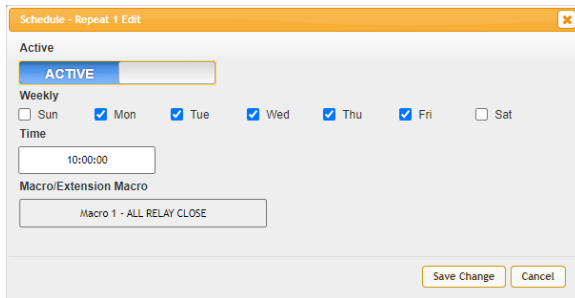 Schedule - Repeat 1 Edit
Active
ACTIVE
Weekly
Sun Mon Tue Wed Thu Fri Sat
Time
10:00:00
Macro/Extension Macro
Macro 1 - ALL RELAY CLOSE
Save Change Cancel